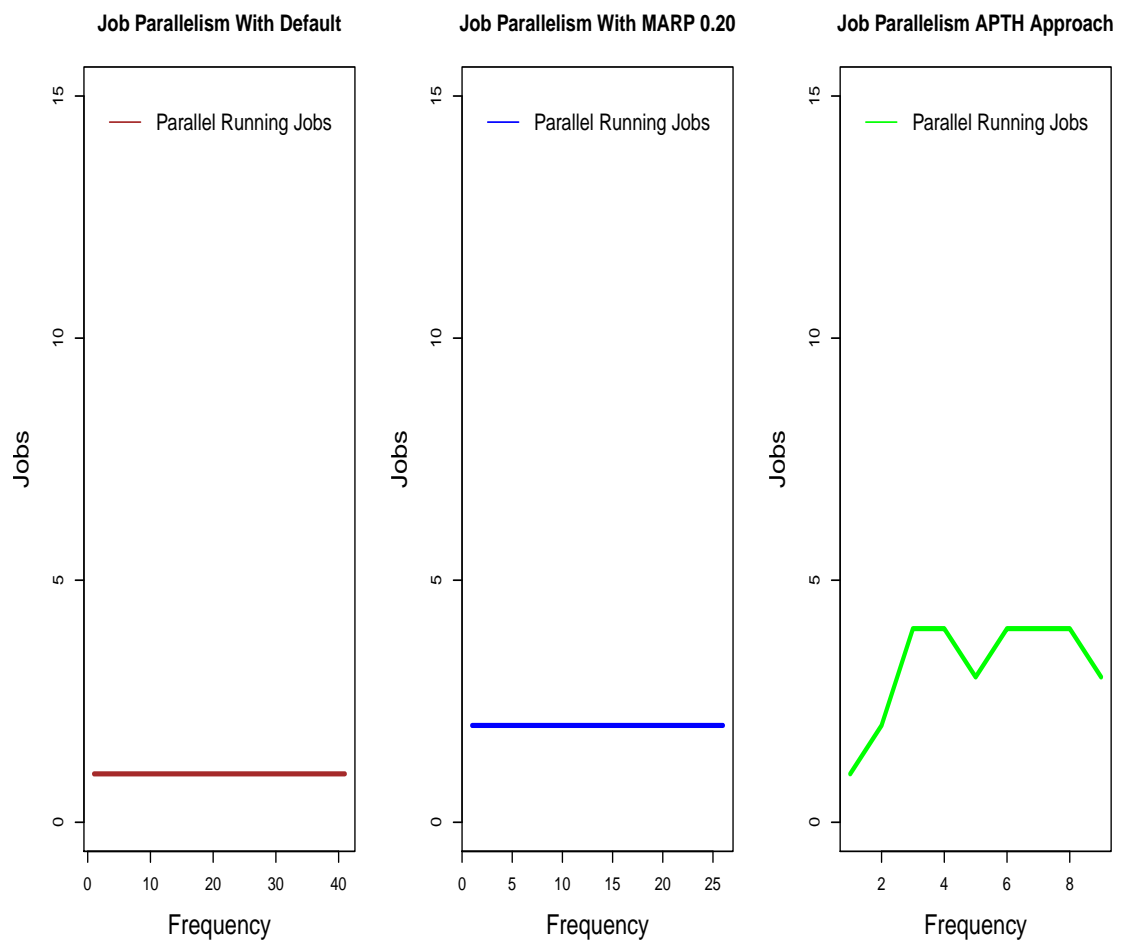 Job Parallelism With Default
Parallel Running Jobs
15
10
5
0
Jobs
0 10 20 30 40
Frequency
Job Parallelism With MARP 0.20
Parallel Running Jobs
15
10
5
0
Jobs
0 5 10 15 20 25
Frequency
Job Parallelism APTH Approach
Parallel Running Jobs
15
10
5
0
Jobs
2 4 6 8
Frequency